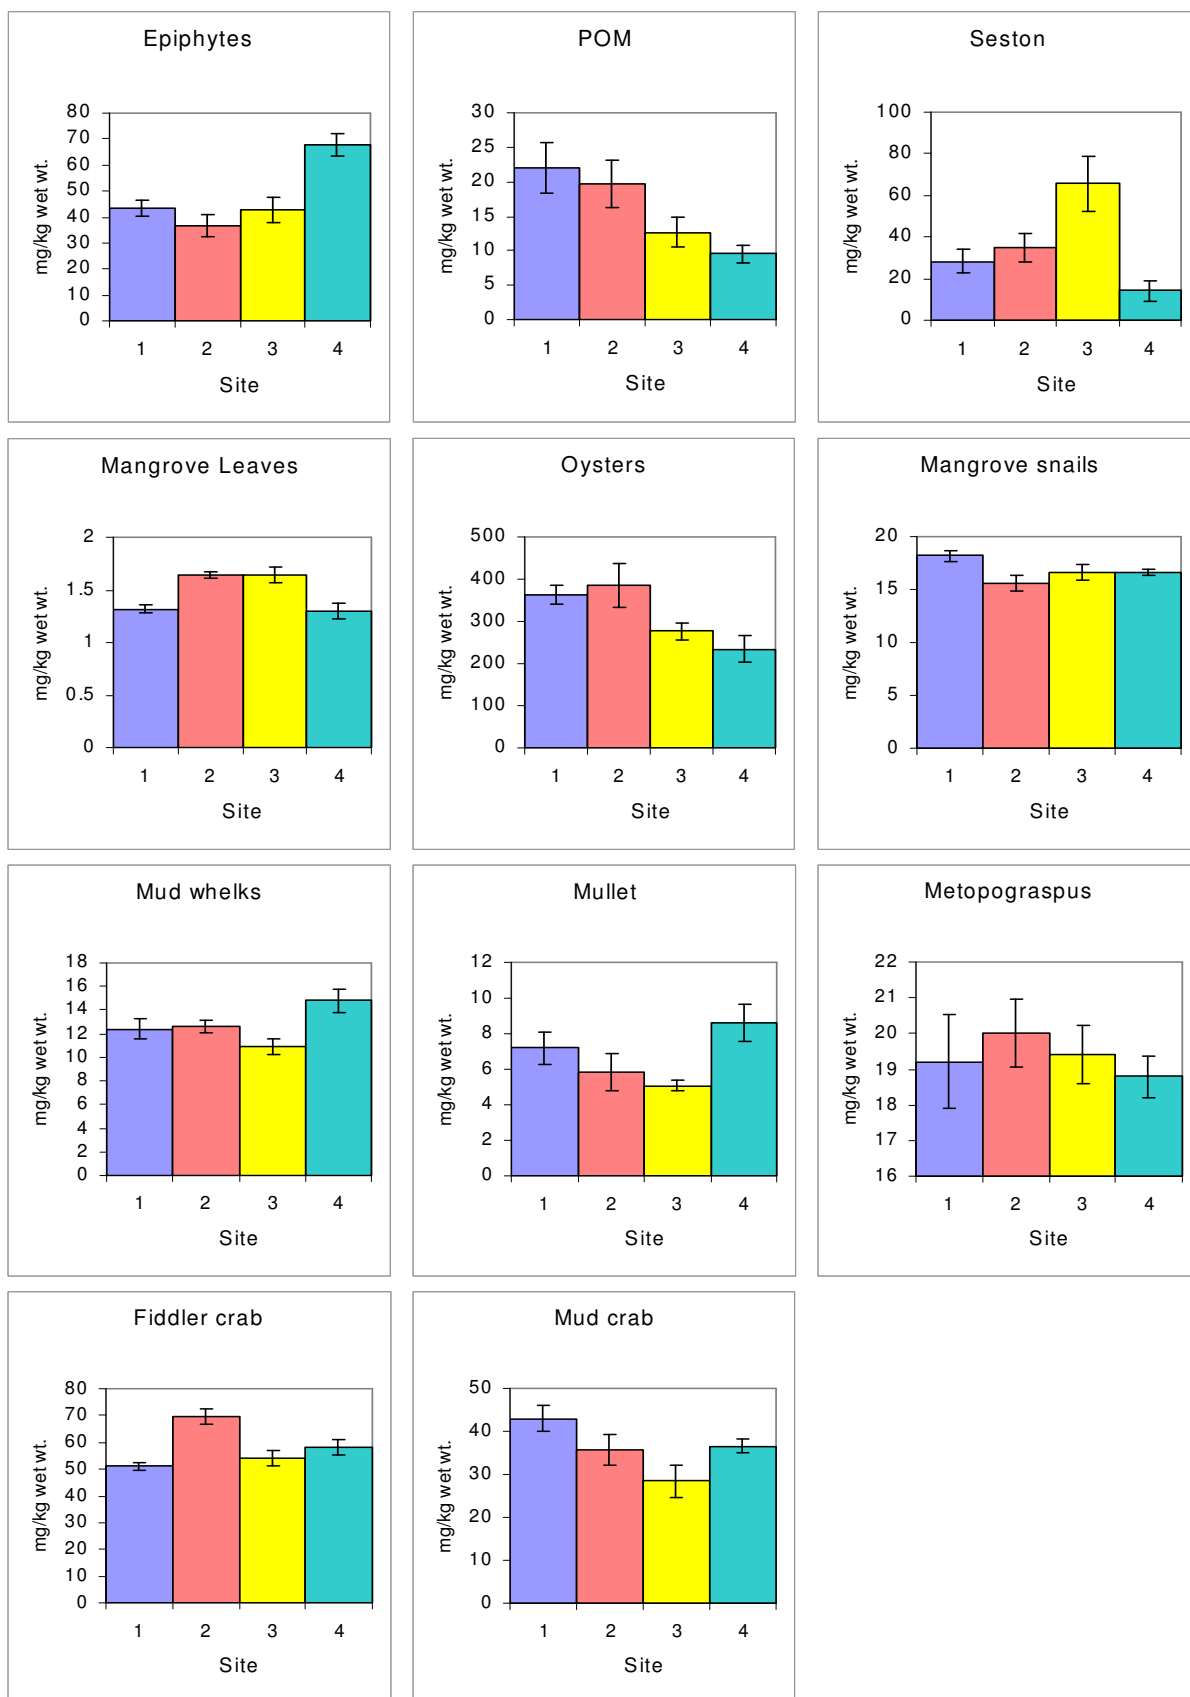 Epiphytes
mg/kg wet wt.
80
70
60
50
40
30
20
10
0
1 2 3 4
Site
POM
mg/kg wet wt.
30
25
20
15
10
5
0
1 2 3 4
Site
Seston
mg/kg wet wt.
100
80
60
40
20
0
1 2 3 4
Site
Mangrove Leaves
mg/kg wet wt.
2
1.5
1
0.5
0
1 2 3 4
Site
Oysters
mg/kg wet wt.
500
400
300
200
100
0
1 2 3 4
Site
Mangrove snails
mg/kg wet wt.
20
15
10
5
0
1 2 3 4
Site
Mud whelks
mg/kg wet wt.
18
16
14
12
10
8
6
4
2
0
1 2 3 4
Site
Mullet
mg/kg wet wt.
12
10
8
6
4
2
0
1 2 3 4
Site
Metopograspus
mg/kg wet wt.
22
21
20
19
18
17
16
1 2 3 4
Site
Fiddler crab
mg/kg wet wt.
80
70
60
50
40
30
20
10
0
1 2 3 4
Site
Mud crab
mg/kg wet wt.
50
40
30
20
10
0
1 2 3 4
Site